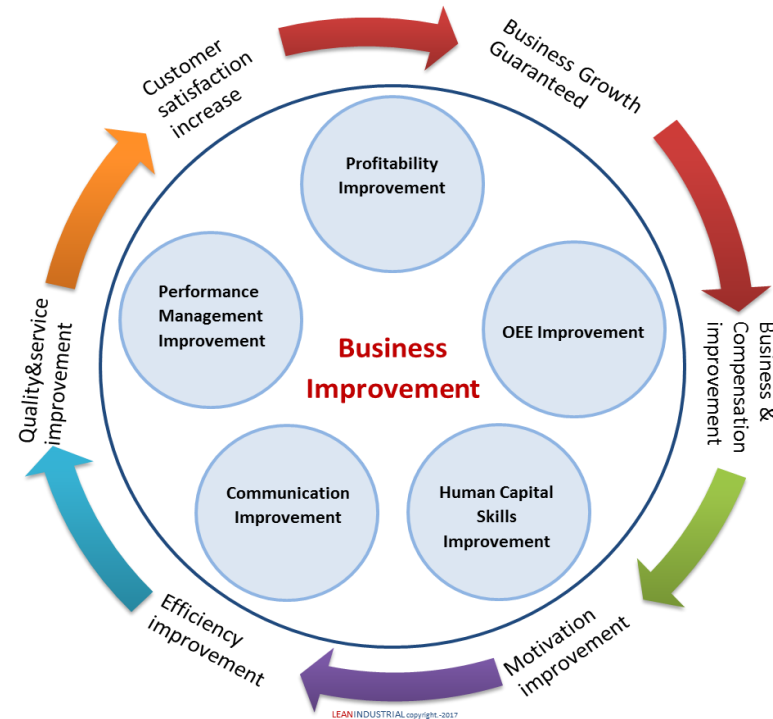 Customer
satisfaction
increase
Business Growth
Guaranteed
Business &
Compensation
improvement
Motivation
improvement
Efficiency
improvement
Quality&service
improvement
Profitability
Improvement
OEE Improvement
Human Capital
Skills
Improvement
Communication
Improvement
Performance
Management
Improvement
Business
Improvement
LEANINDUSTRIAL copyright.-2017